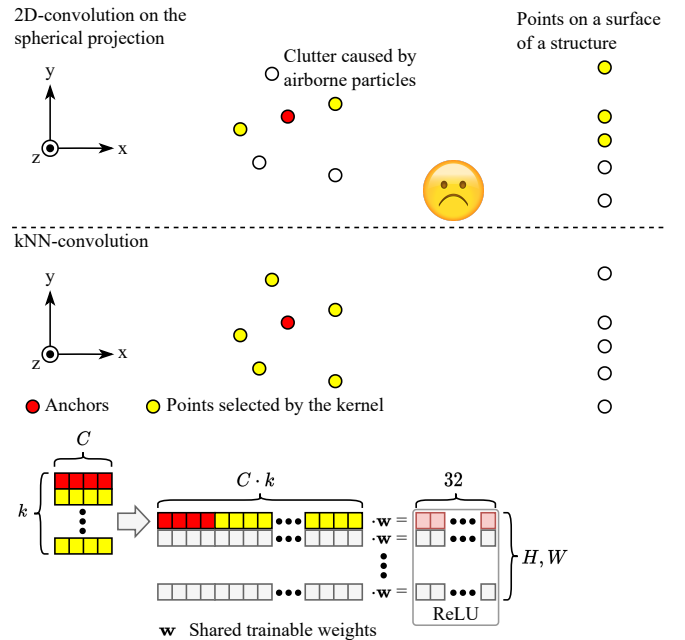 2D-convolution on the
spherical projection
Points on a surface
of a structure
Clutter caused by
airborne particles
y
z
x
kNN-convolution
y
z
x
Anchors
Points selected by the kernel
C
k
C · k
32
·w =
·w =
·w =
H, W
ReLU
w Shared trainable weights